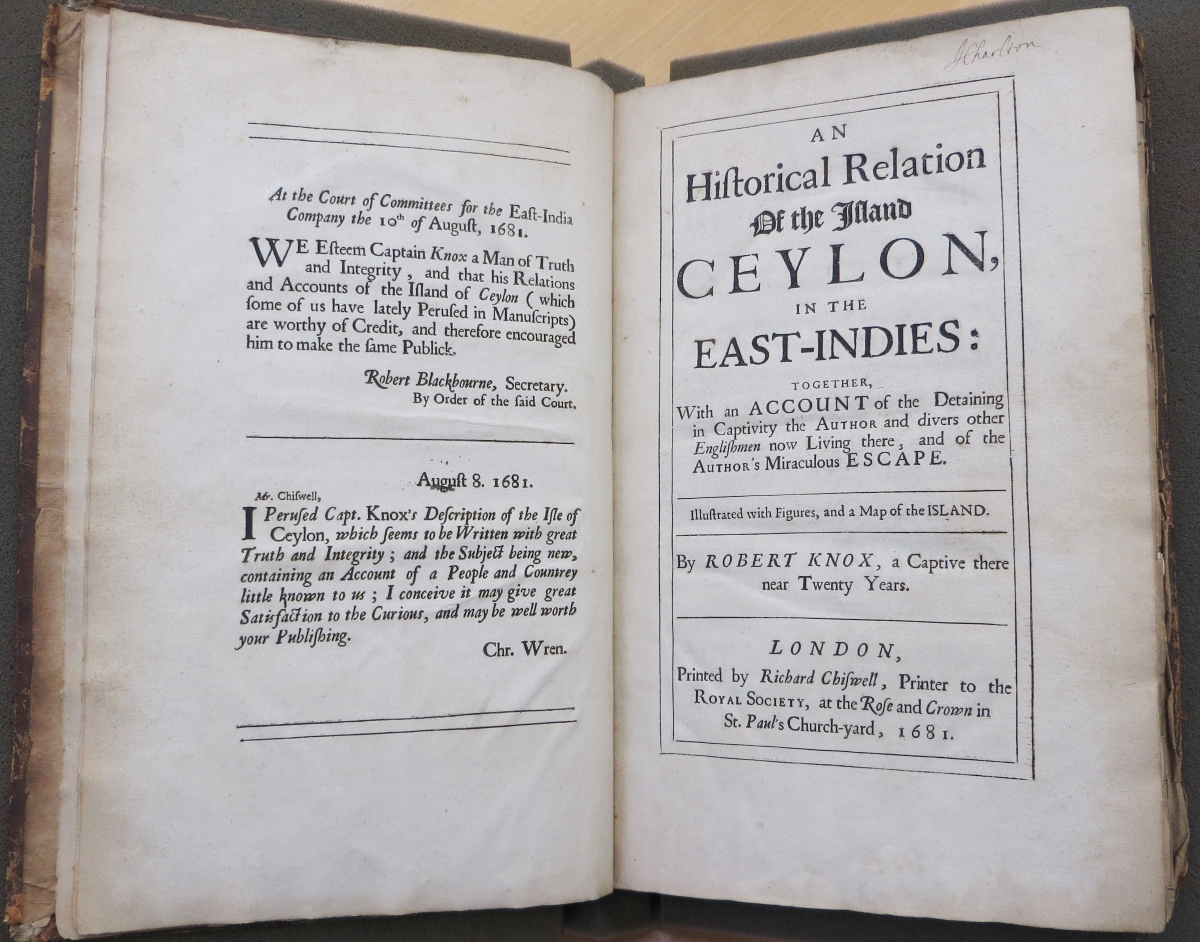 At the Court of Committees for the Eaſt-India
Company the 10th of Auguſt, 1681.
WE Eſteem Captain Knox a Man of Truth
and Integrity, and that his Relations
and Accounts of the Iſland of Ceylon (which
ſome of us have lately Peruſed in Manuſcripts)
are worthy of Credit, and therefore encouraged
him to make the ſame Publick.
Robert Blackbourne, Secretary.
By Order of the ſaid Court.
Auguſt 8. 1681.
Mr. Chiſwell,
I Peruſed Capt. Knox's Deſcription of the Iſle of
Ceylon, which ſeems to be Written with great
Truth and Integrity; and the Subject being new,
containing an Account of a People and Countrey
little known to us; I conceive it may give great
Satisfaction to the Curious, and may be well worth
your Publiſhing.
Chr. Wren.
JCharlton
AN
Hiſtorical Relation
Of the Iſland
CEYLON,
IN THE
EAST-INDIES:
TOGETHER,
With an ACCOUNT of the Detaining
in Captivity the AUTHOR and divers other
Engliſhmen now Living there, and of the
AUTHOR's Miraculous ESCAPE.
Illuſtrated with Figures, and a Map of the ISLAND.
By ROBERT KNOX, a Captive there
near Twenty Years.
LONDON,
Printed by Richard Chiſwell, Printer to the
ROYAL SOCIETY, at the Roſe and Crown in
St. Paul's Church-yard, 1681.